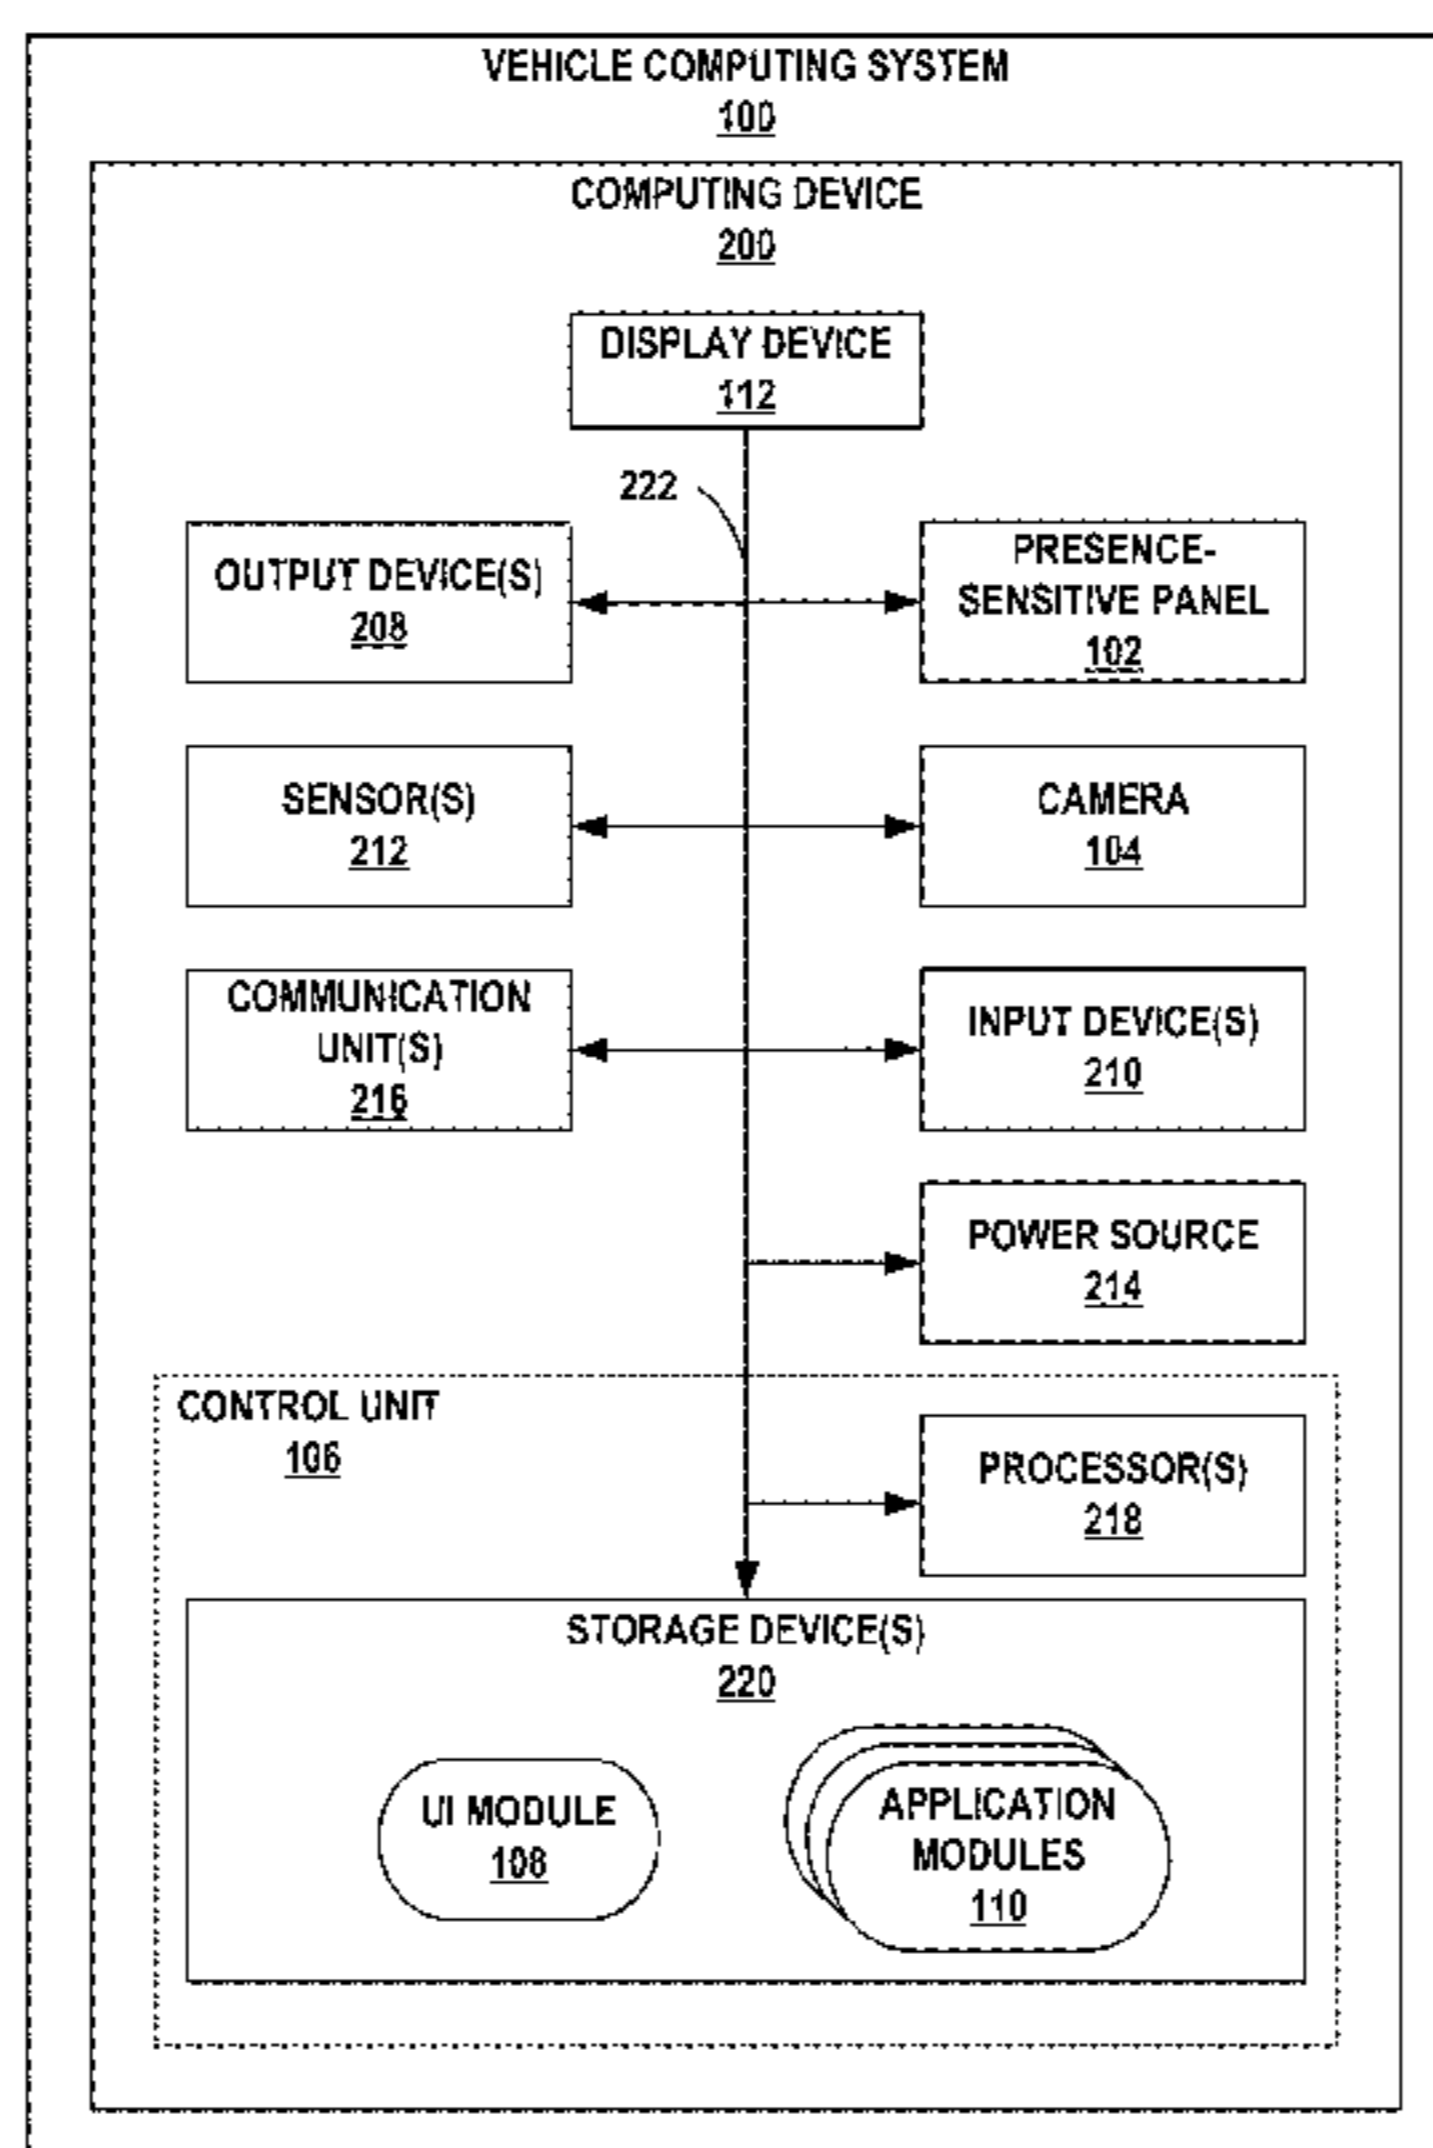 VEHICLE COMPUTING SYSTEM
100
COMPUTING DEVICE
200
DISPLAY DEVICE
112
222
OUTPUT DEVICE(S)
208
PRESENCE-
SENSITIVE PANEL
102
SENSOR(S)
212
CAMERA
104
COMMUNICATION
UNIT(S)
216
INPUT DEVICE(S)
210
POWER SOURCE
214
CONTROL UNIT
106
PROCESSOR(S)
218
STORAGE DEVICE(S)
220
UI MODULE
108
APPLICATION
MODULES
110